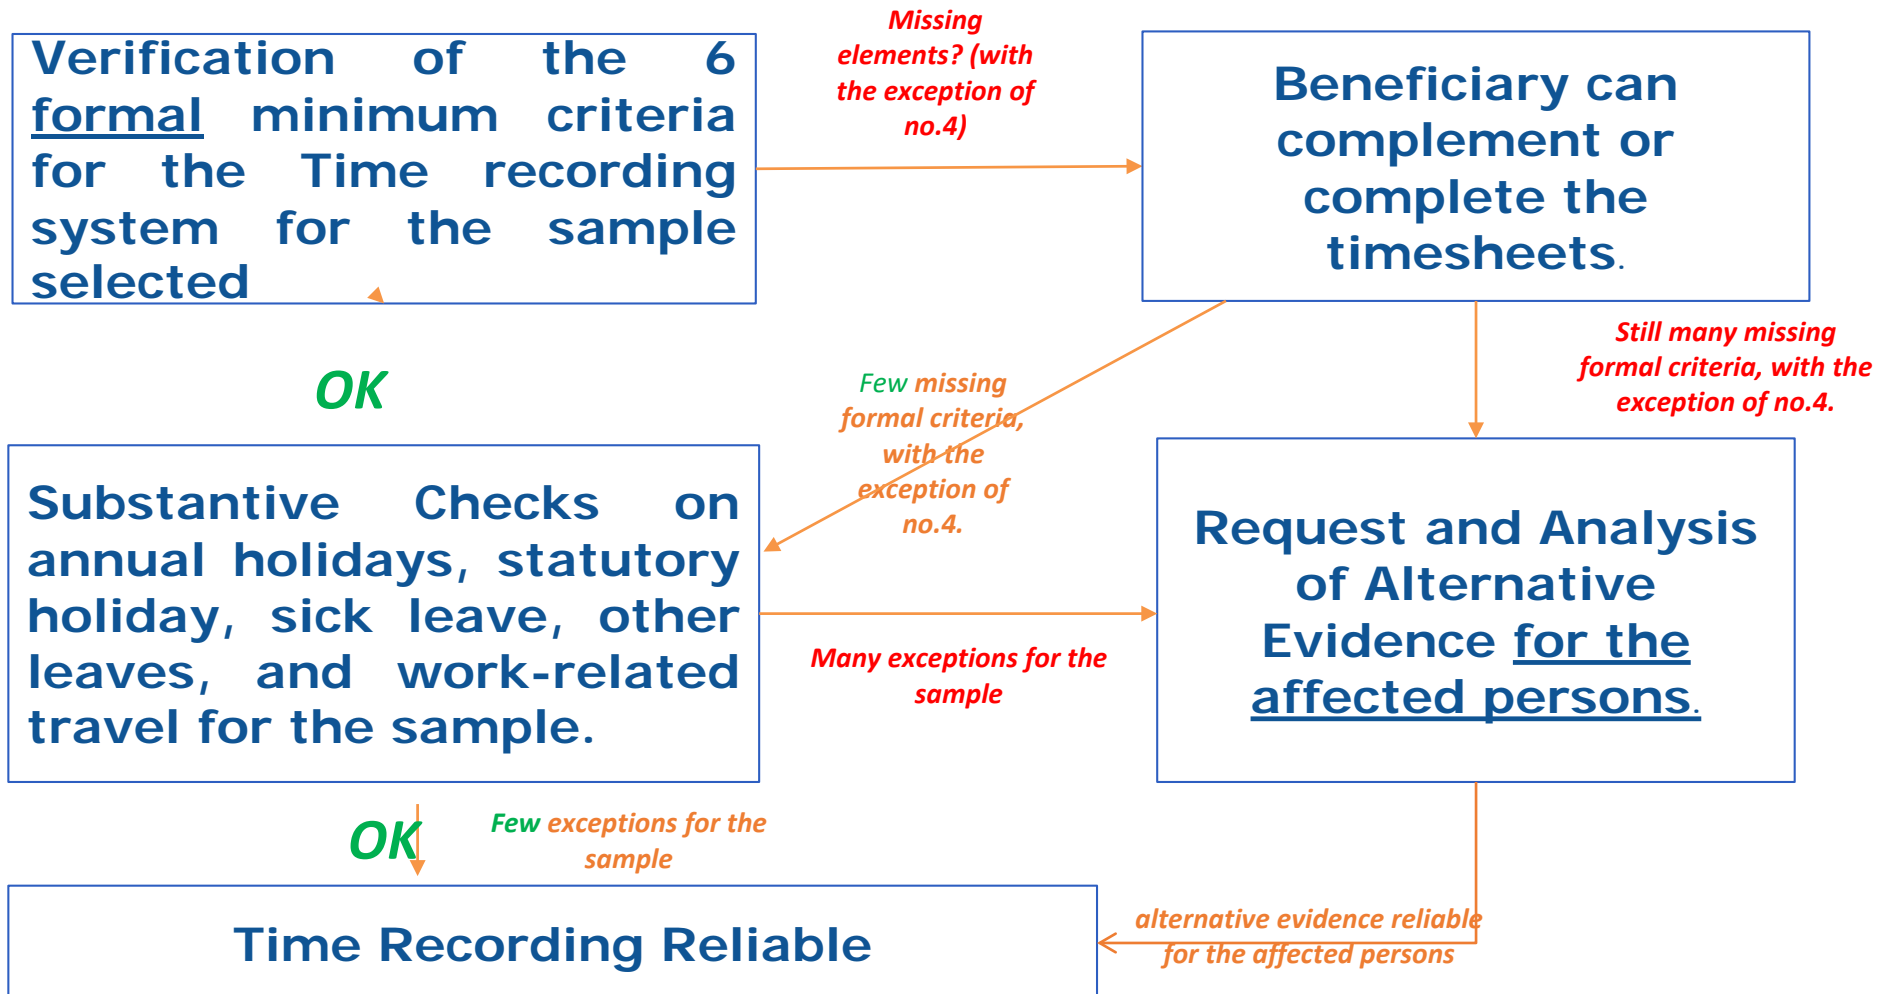 Verification of the 6
formal minimum criteria
for the Time recording
system for the sample
selected
Missing
elements? (with
the exception of
no.4)
Beneficiary can
complement or
complete the
timesheets.
OK
Few missing
formal criteria,
with the
exception of
no.4.
Still many missing
formal criteria, with the
exception of no.4.
Substantive Checks on
annual holidays, statutory
holiday, sick leave, other
leaves, and work-related
travel for the sample.
Many exceptions for the
sample
Request and Analysis
of Alternative
Evidence for the
affected persons.
OK
Few exceptions for the
sample
Time Recording Reliable
alternative evidence reliable
for the affected persons